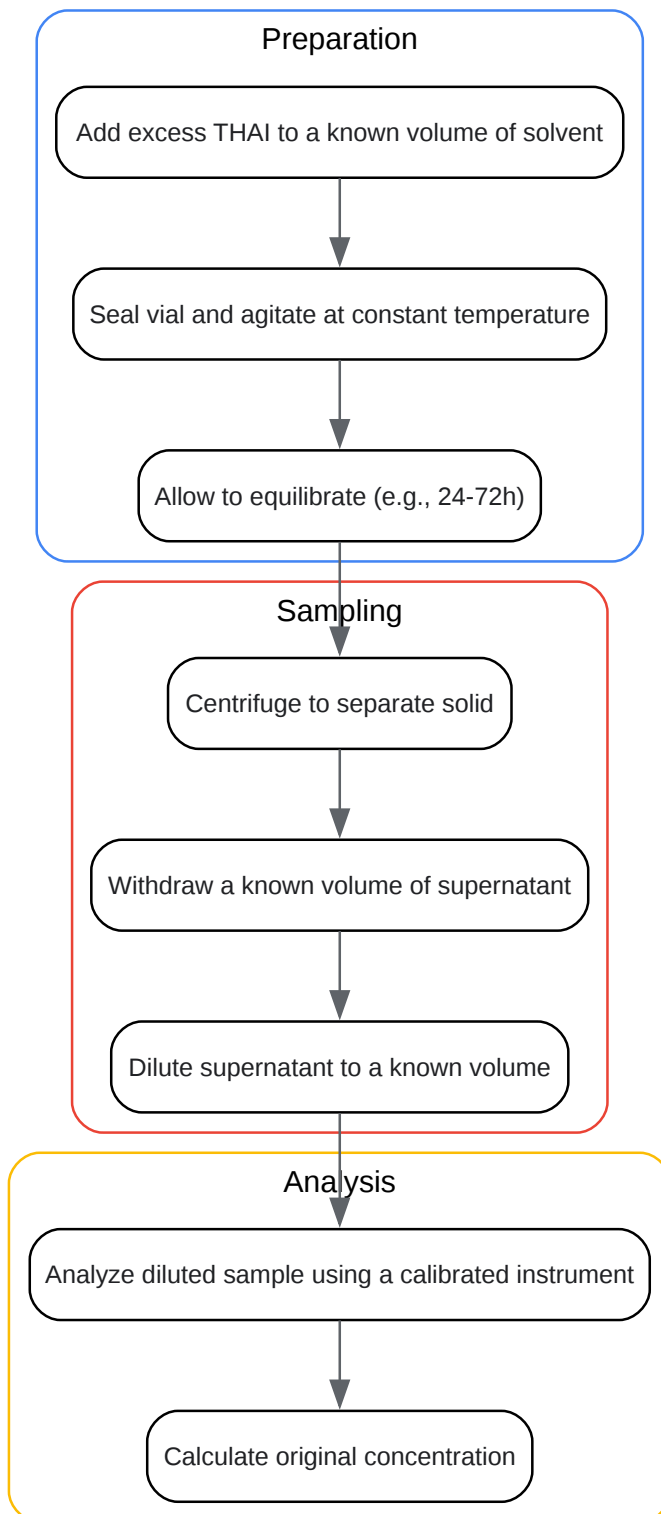 Preparation
Add excess THAI to a known volume of solvent
Seal vial and agitate at constant temperature
Allow to equilibrate (e.g., 24-72h)
Sampling
Centrifuge to separate solid
Withdraw a known volume of supernatant
Dilute supernatant to a known volume
Analysis
Analyze diluted sample using a calibrated instrument
Calculate original concentration